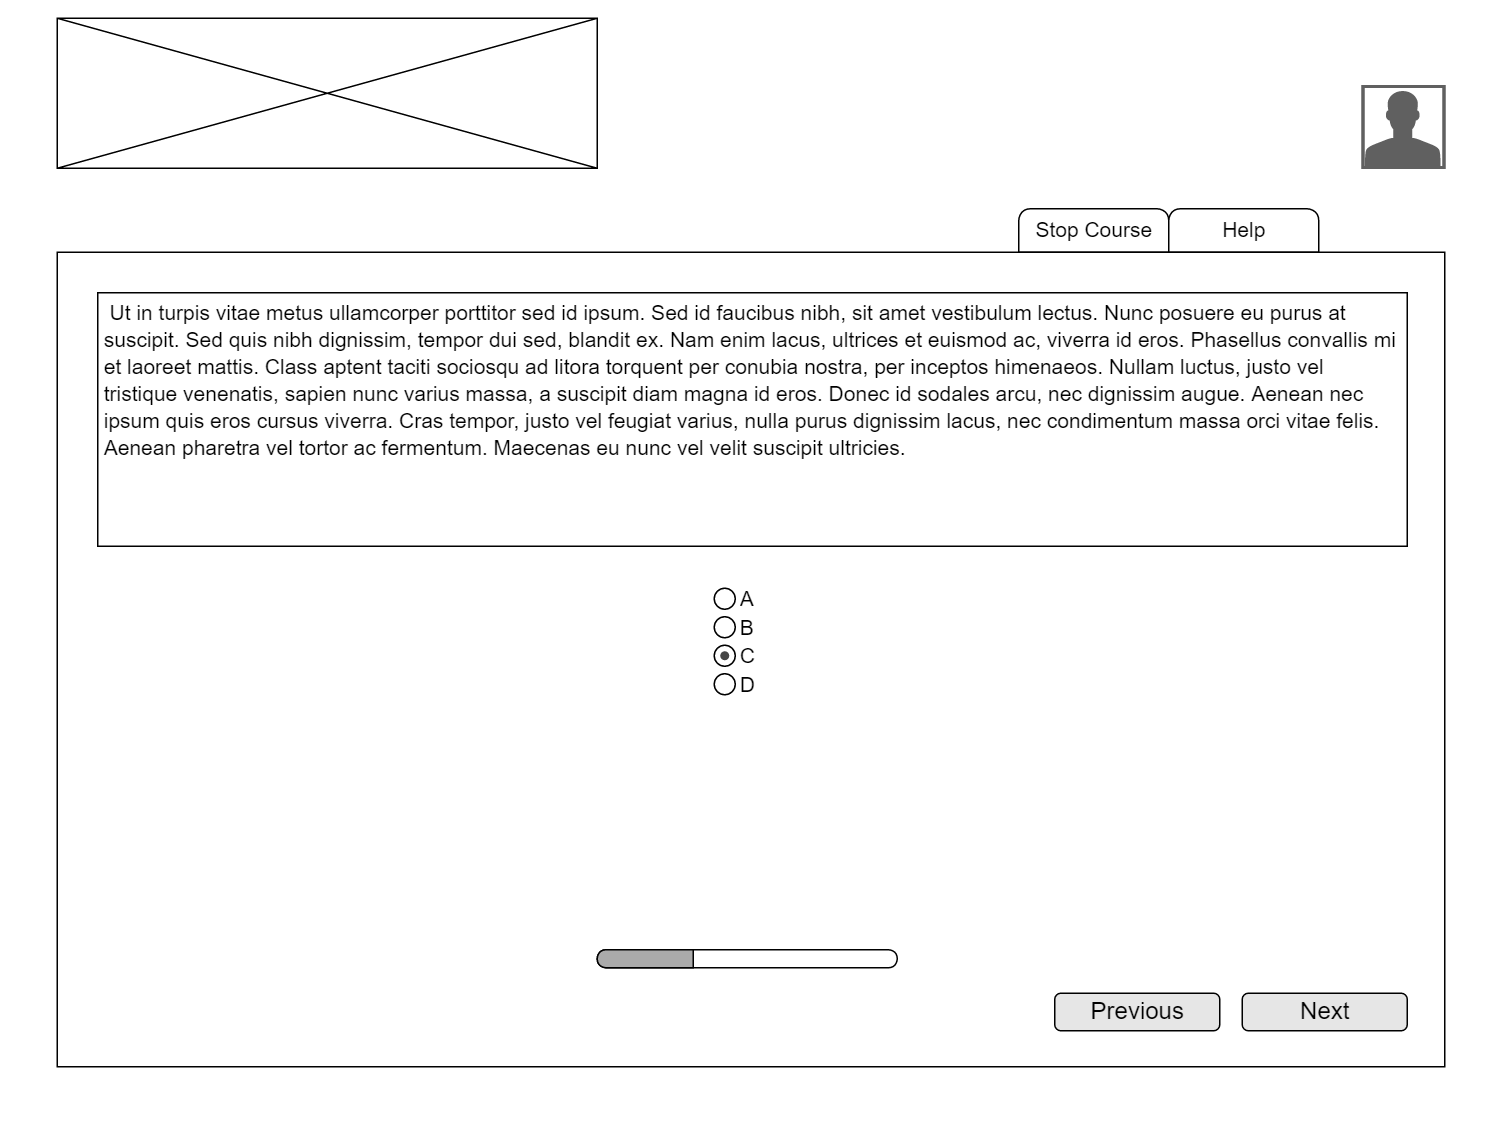 Stop Course
Help
Ut in turpis vitae metus ullamcorper porttitor sed id ipsum. Sed id faucibus nibh, sit amet vestibulum lectus. Nunc posuere eu purus at
suscipit. Sed quis nibh dignissim, tempor dui sed, blandit ex. Nam enim lacus, ultrices et euismod ac, viverra id eros. Phasellus convallis mi
et laoreet mattis. Class aptent taciti sociosqu ad litora torquent per conubia nostra, per inceptos himenaeos. Nullam luctus, justo vel
tristique venenatis, sapien nunc varius massa, a suscipit diam magna id eros. Donec id sodales arcu, nec dignissim augue. Aenean nec
ipsum quis eros cursus viverra. Cras tempor, justo vel feugiat varius, nulla purus dignissim lacus, nec condimentum massa orci vitae felis.
Aenean pharetra vel tortor ac fermentum. Maecenas eu nunc vel velit suscipit ultricies.
A
B
C
D
Previous
Next